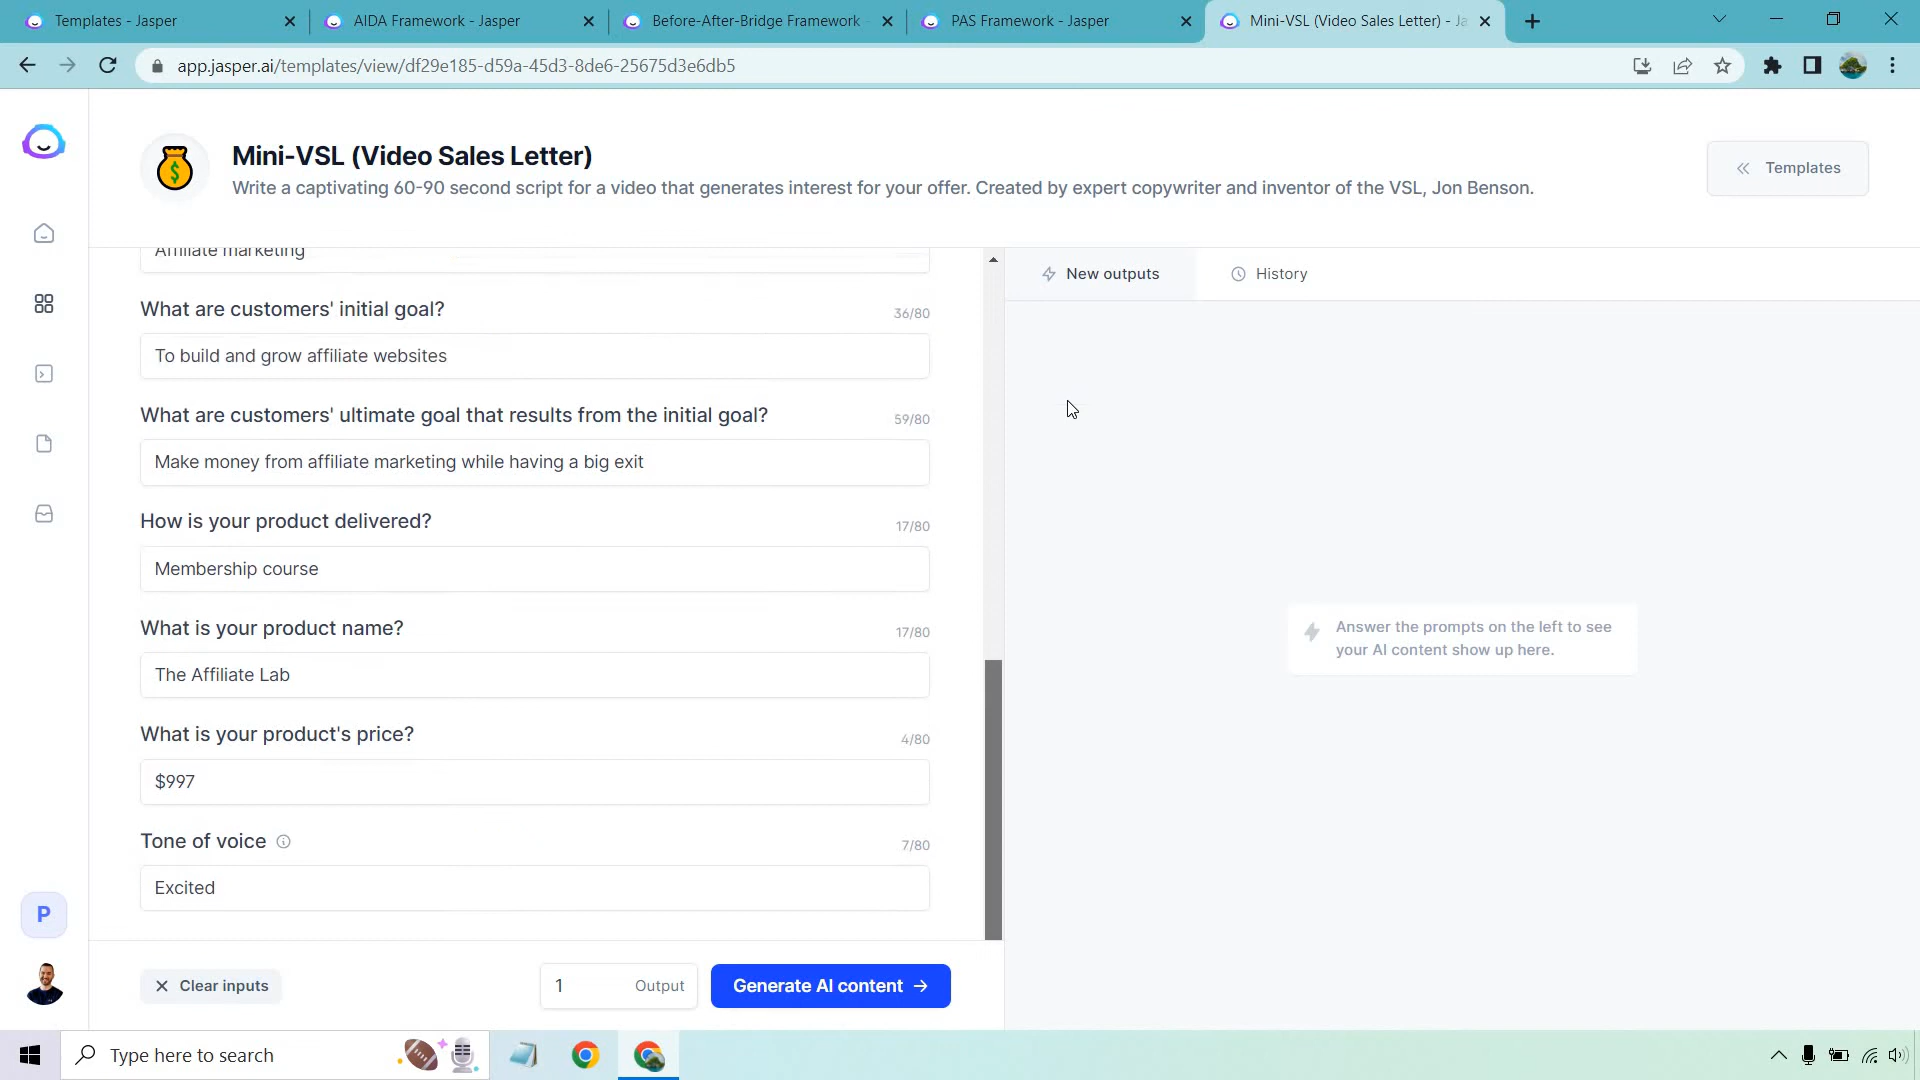 Templates - Jasper
AIDA Framework - Jasper
Before-After-Bridge Framework
PAS Framework - Jasper
Mini-VSL (Video Sales Letter) - Ja
app.jasper.ai/templates/view/df29e185-d59a-45d3-8de6-25675d3e6db5
Mini-VSL (Video Sales Letter)
Write a captivating 60-90 second script for a video that generates interest for your offer. Created by expert copywriter and inventor of the VSL, Jon Benson.
Templates
Affiliate marketing
What are customers' initial goal?
36/80
To build and grow affiliate websites
What are customers' ultimate goal that results from the initial goal?
59/80
Make money from affiliate marketing while having a big exit
How is your product delivered?
17/80
Membership course
What is your product name?
17/80
The Affiliate Lab
What is your product's price?
4/80
$997
Tone of voice
7/80
Excited
Clear inputs
1 Output
Generate AI content
New outputs
History
Answer the prompts on the left to see
your AI content show up here.
P
Type here to search